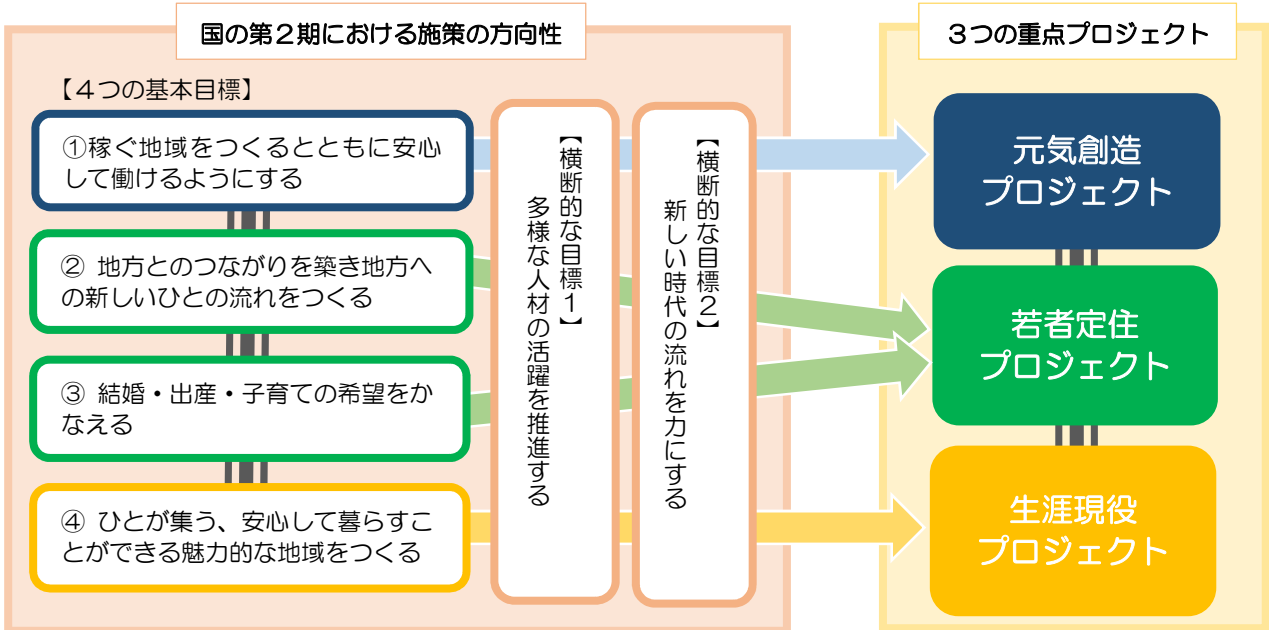 国の第２期における施策の方向性
【４つの基本目標】
①稼ぐ地域をつくるとともに安心
して働けるようにする
② 地方とのつながりを築き地方へ
の新しいひとの流れをつくる
③ 結婚・出産・子育ての希望をか
なえる
④ ひとが集う、安心して暮らすこ
とができる魅力的な地域をつくる
【横断的な目標１】
多様な人材の活躍を推進する
【横断的な目標２】
新しい時代の流れを力にする
３つの重点プロジェクト
元気創造
プロジェクト
若者定住
プロジェクト
生涯現役
プロジェクト